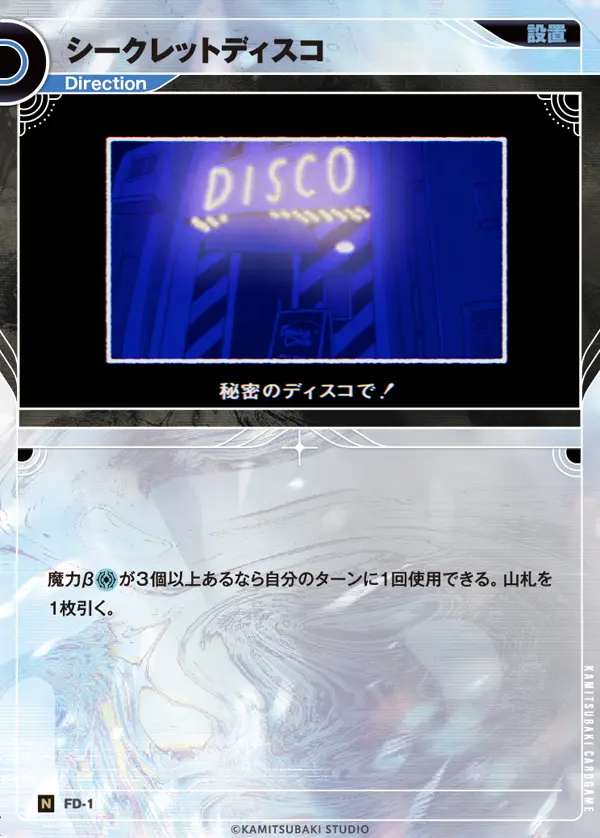 シークレットディスコ
設置
Direction
DISCO
秘密のディスコで!
魔力βが3個以上あるなら自分のターンに1回使用できる。山札を
1枚引く。
KAMITSUBAKI CARDGAME
N FD-1
©KAMITSUBAKI STUDIO